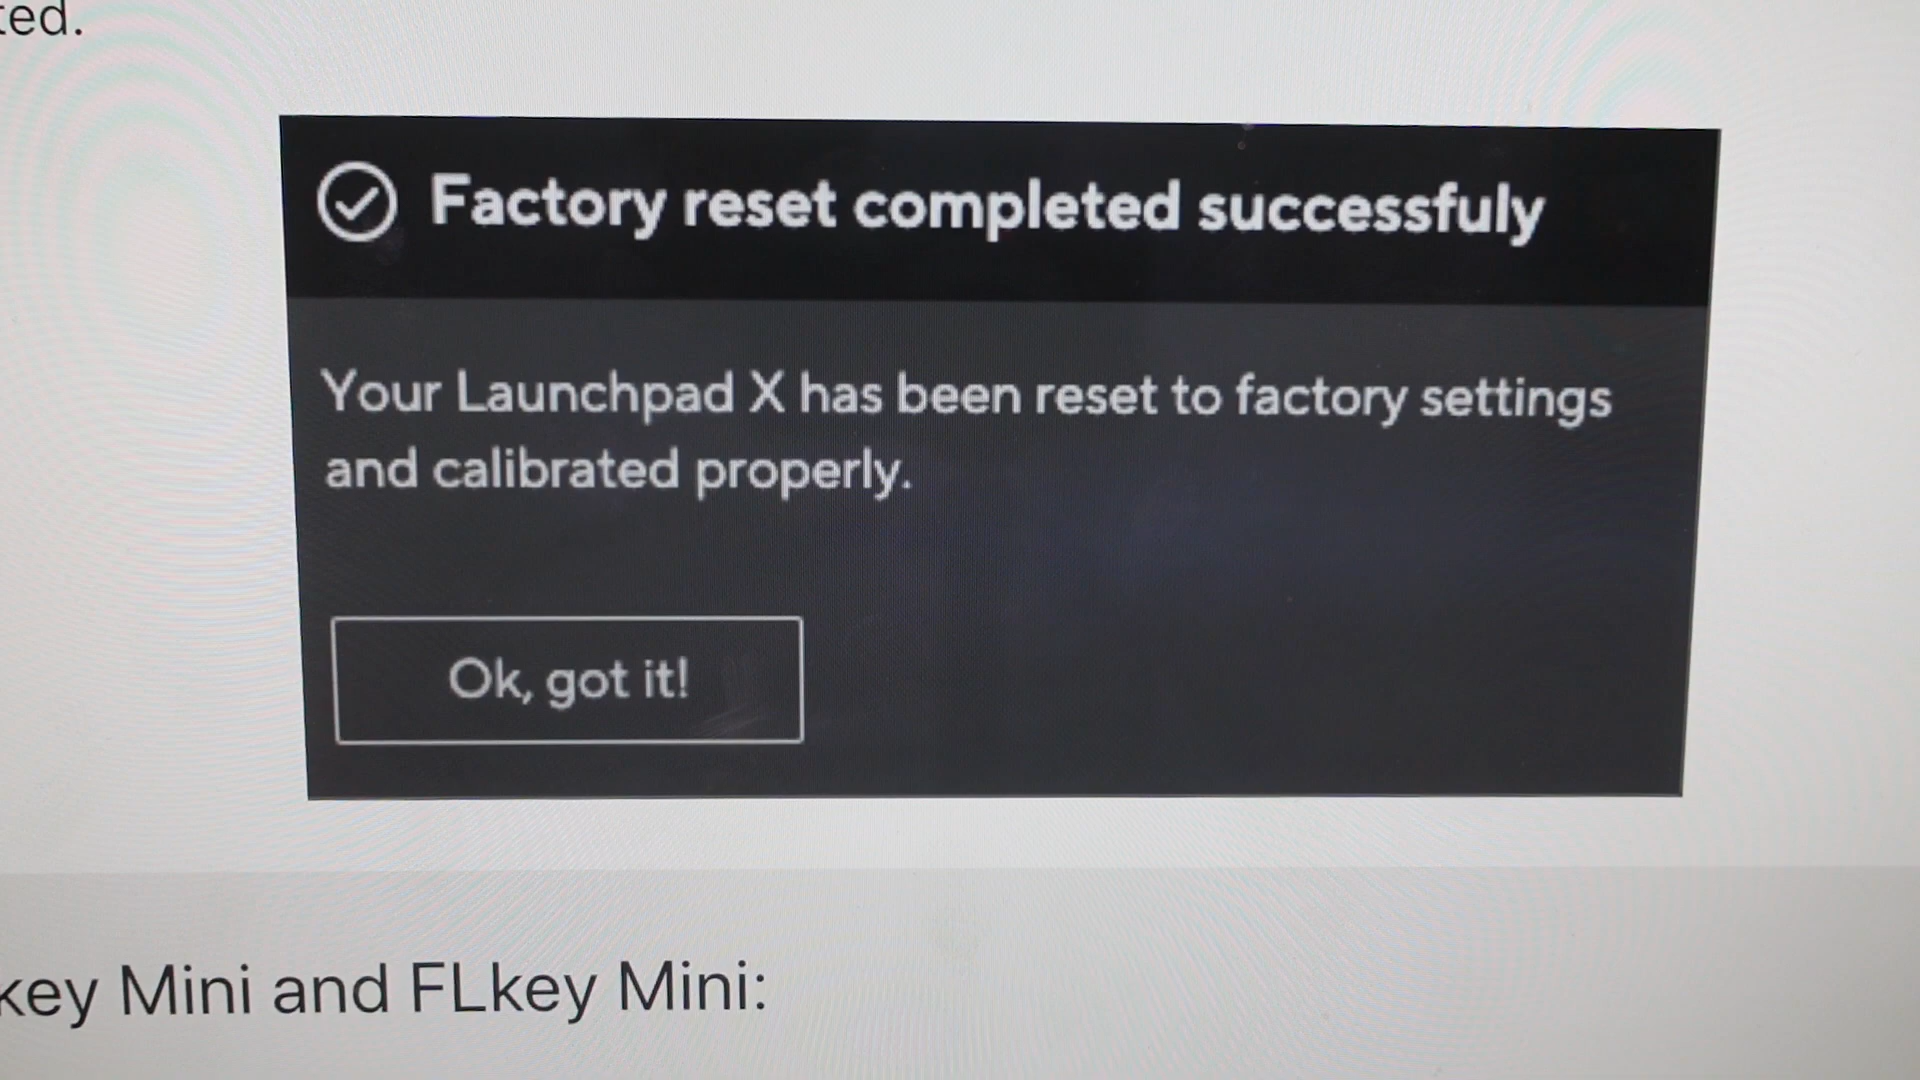 ted.
Factory reset completed successfuly
Your Launchpad X has been reset to factory settings
and calibrated properly.
Ok, got it!
key Mini and FLkey Mini: